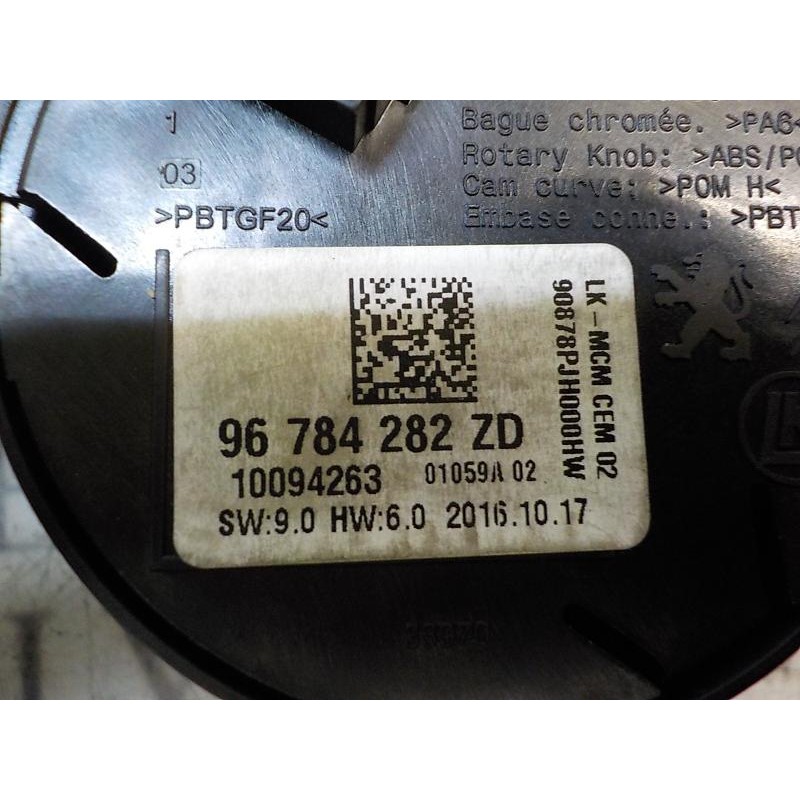 1
03
>PBTGF20<
Bague chromée. >PA6<
Rotary Knob: >ABS/PC
Cam curve: >POM H<
Embase conne.: >PBT
LK-MCM CEM 02
90878PJH000HW
96 784 282 ZD
10094263 01059A 02
SW:9.0 HW:6.0 2016.10.17